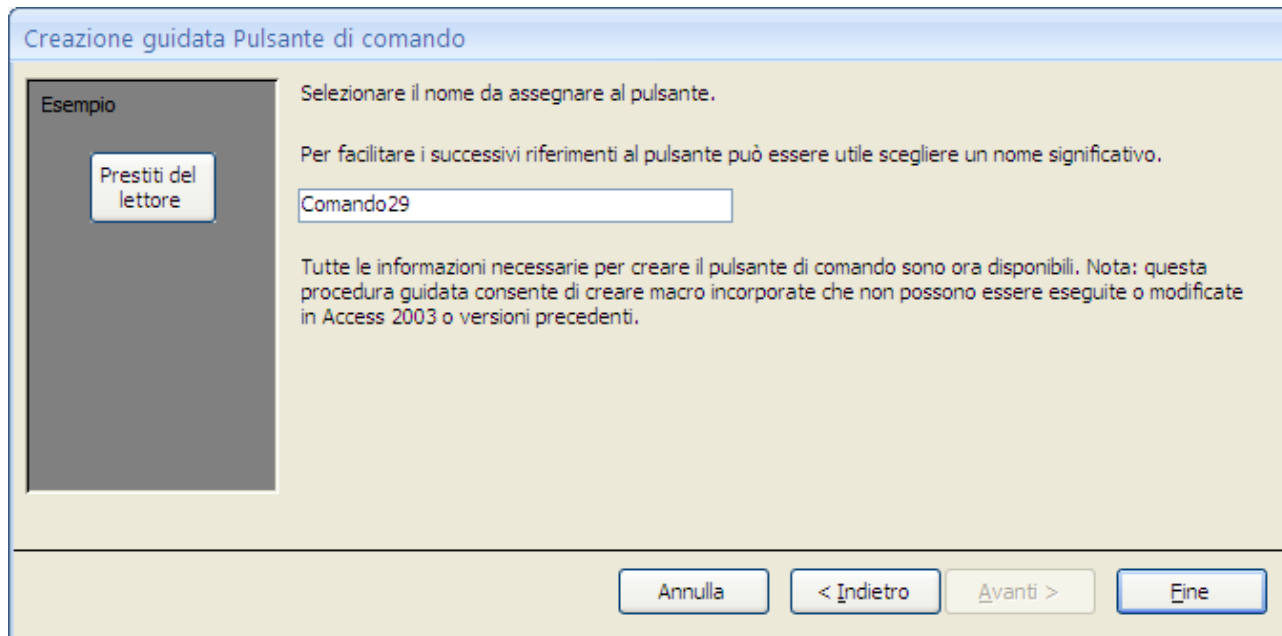 Creazione guidata Pulsante di comando
Esempio
Prestiti del
lettore
Selezionare il nome da assegnare al pulsante.
Per facilitare i successivi riferimenti al pulsante può essere utile scegliere un nome significativo.
Comando29
Tutte le informazioni necessarie per creare il pulsante di comando sono ora disponibili. Nota: questa
procedura guidata consente di creare macro incorporate che non possono essere eseguite o modificate
in Access 2003 o versioni precedenti.
Annulla
< Indietro
Avanti >
Fine